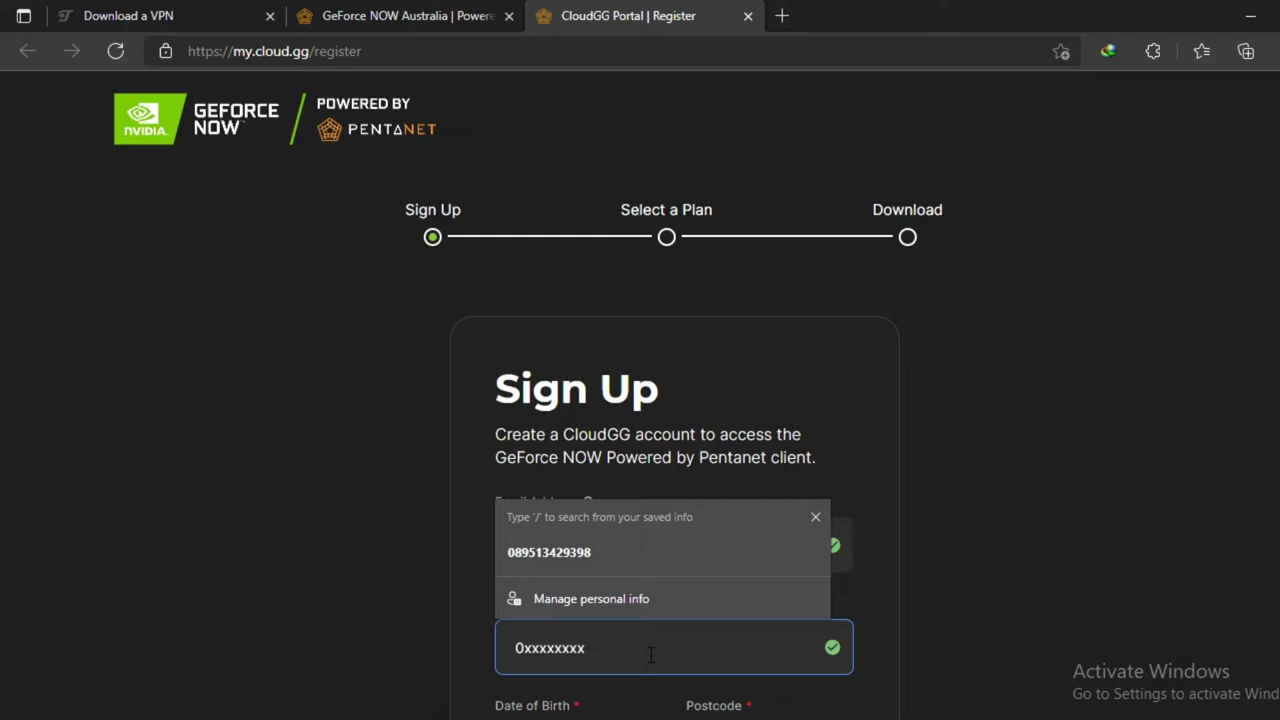 Download a VPN
GeForce NOW Australia | Powere
CloudGG Portal | Register
https://my.cloud.gg/register
NVIDIA.
GEFORCE
NOW
POWERED BY
PENTANET
Sign Up
Select a Plan
Download
Sign Up
Create a CloudGG account to access the
GeForce NOW Powered by Pentanet client.
Type '/' to search from your saved info
089513429398
Manage personal info
0xxxxxxxx
Date of Birth *
Postcode *
Activate Windows
Go to Settings to activate Wind